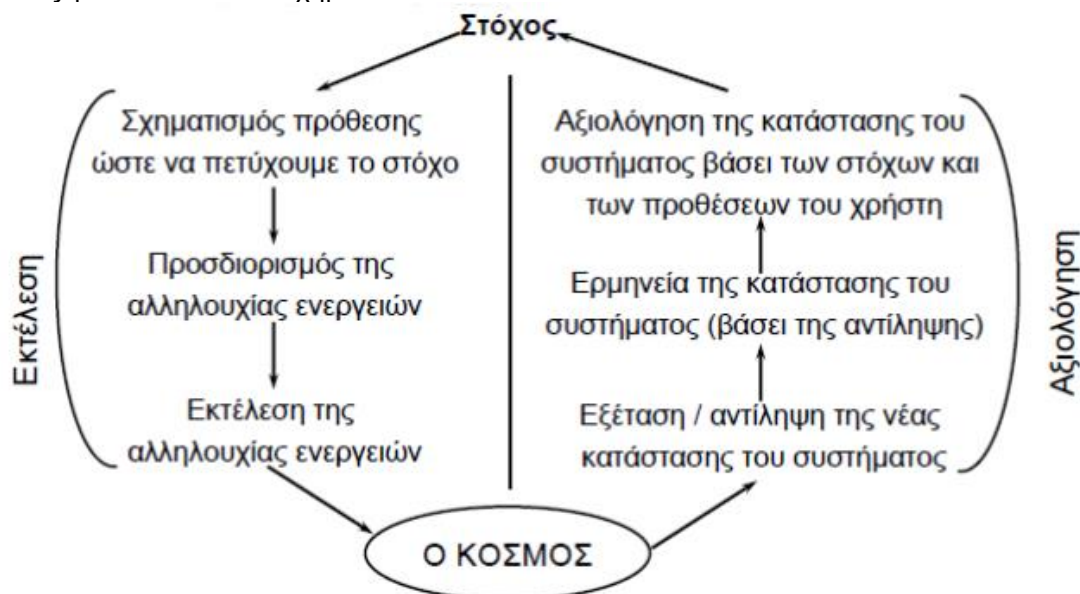 Στόχος
Σχηματισμός πρόθεσης
ώστε να πετύχουμε το στόχο
Προσδιορισμός της
αλληλουχίας ενεργειών
Εκτέλεση της
αλληλουχίας ενεργειών
Εκτέλεση
Ο ΚΟΣΜΟΣ
Αξιολόγηση της κατάστασης του
συστήματος βάσει των στόχων και
των προθέσεων του χρήστη
Ερμηνεία της κατάστασης του
συστήματος (βάσει της αντίληψης)
Εξέταση / αντίληψη της νέας
κατάστασης του συστήματος
Αξιολόγηση